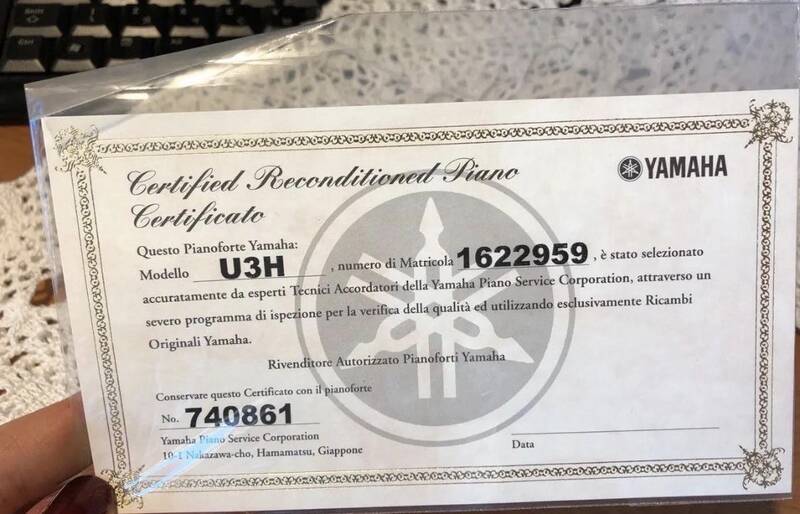 Certified Reconditioned Piano
Certificato
YAMAHA
Questo Pianoforte Yamaha:
Modello U3H , numero di Matricola 1622959 , è stato selezionato
accuratamente da esperti Tecnici Accordatori della Yamaha Piano Service Corporation, attraverso un
severo programma di ispezione per la verifica della qualità ed utilizzando esclusivamente Ricambi
Originali Yamaha.
Rivenditore Autorizzato Pianoforti Yamaha
Conservare questo Certificato con il pianoforte
No. 740861
Yamaha Piano Service Corporation
10-1 Nakazawa-cho, Hamamatsu, Giappone
Data